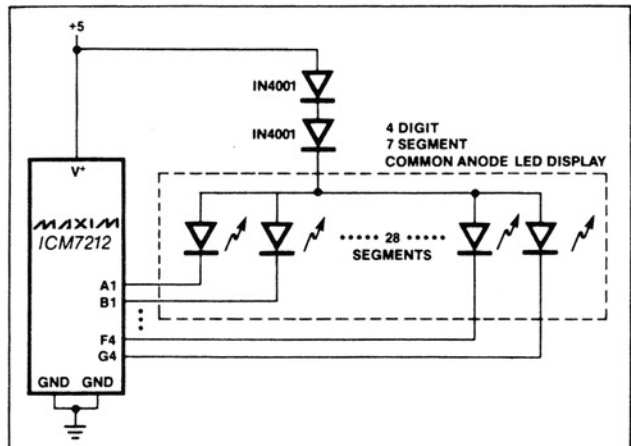 +5
IN4001
IN4001
4 DIGIT
7 SEGMENT
COMMON ANODE LED DISPLAY
V+
MAXIM
ICM7212
28
SEGMENTS
A1
B1
F4
G4
GND GND